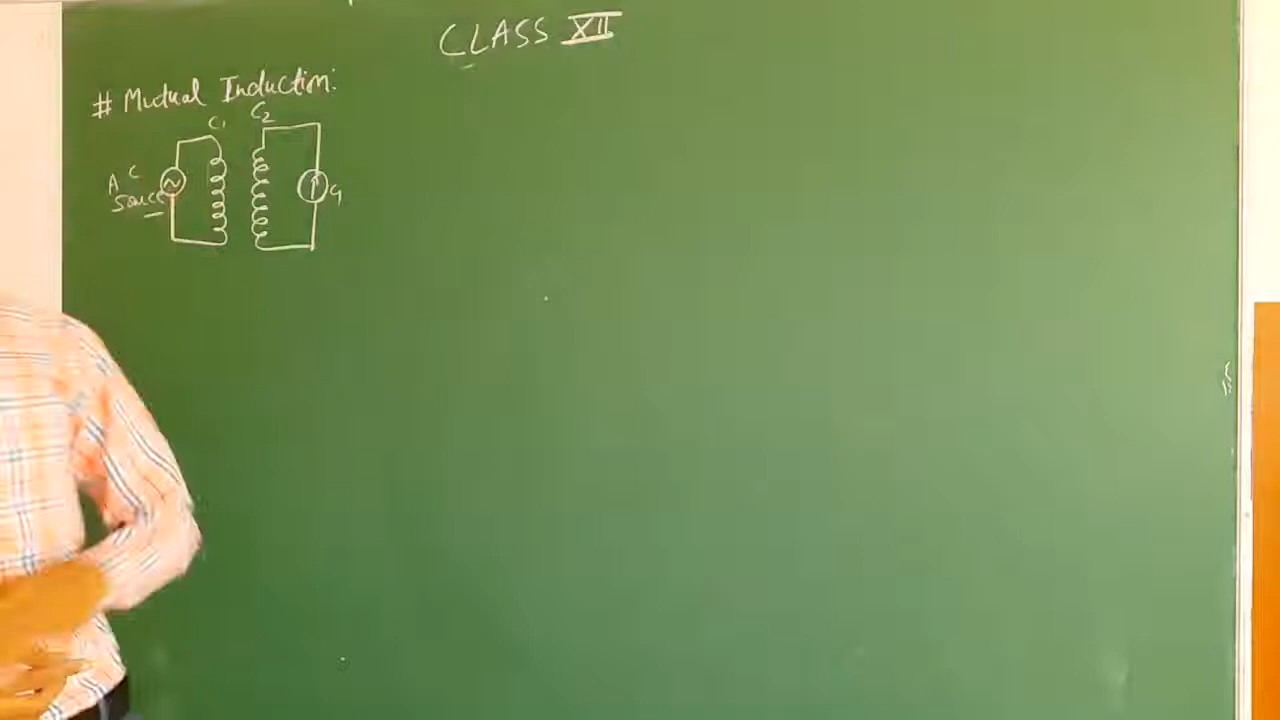 CLASS XII
# Mutual Induction:
C1 C2
AC
Source
G